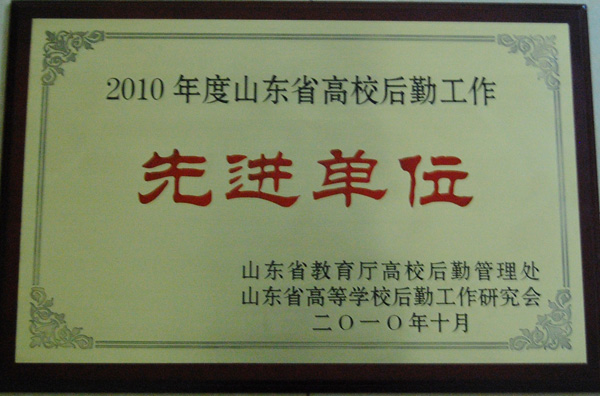 2010年度山东省高校后勤工作
先进单位
山东省教育厅高校后勤管理处
山东省高等学校后勤工作研究会
二〇一〇年十月